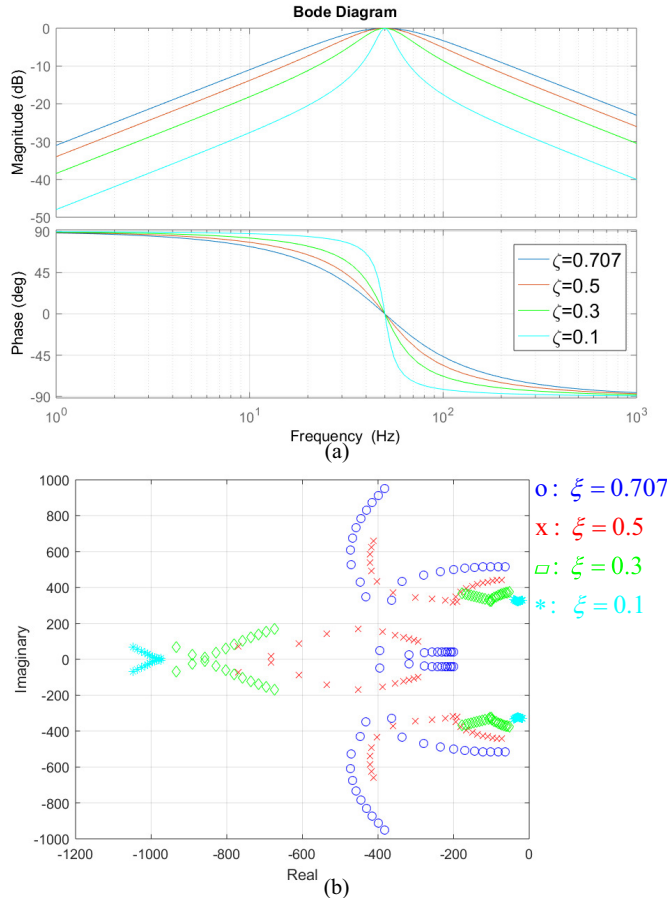 Bode Diagram
Magnitude (dB)
0
-10
-20
-30
-40
-50
Phase (deg)
90
45
0
-45
-90
ζ=0.707
ζ=0.5
ζ=0.3
ζ=0.1
10^0 10^1 10^2 10^3
Frequency (Hz)
(a)
Imaginary
1000
800
600
400
200
0
-200
-400
-600
-800
-1000
-1200 -1000 -800 -600 -400 -200 0
Real
o : ξ = 0.707
x : ξ = 0.5
▱ : ξ = 0.3
* : ξ = 0.1
(b)